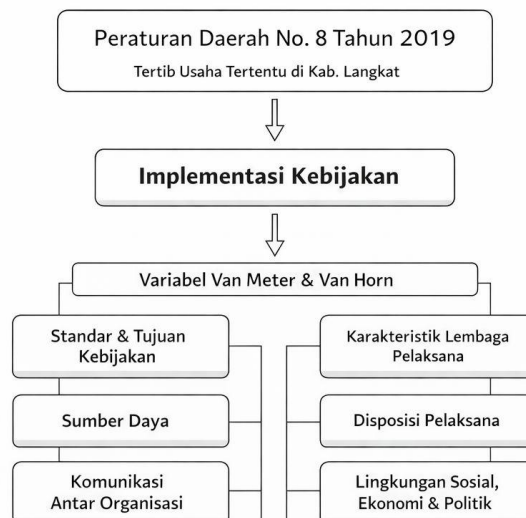 Peraturan Daerah No. 8 Tahun 2019
Tertib Usaha Tertentu di Kab. Langkat
Implementasi Kebijakan
Variabel Van Meter & Van Horn
Standar & Tujuan
Kebijakan
Karakteristik Lembaga
Pelaksana
Sumber Daya
Disposisi Pelaksana
Komunikasi
Antar Organisasi
Lingkungan Sosial,
Ekonomi & Politik